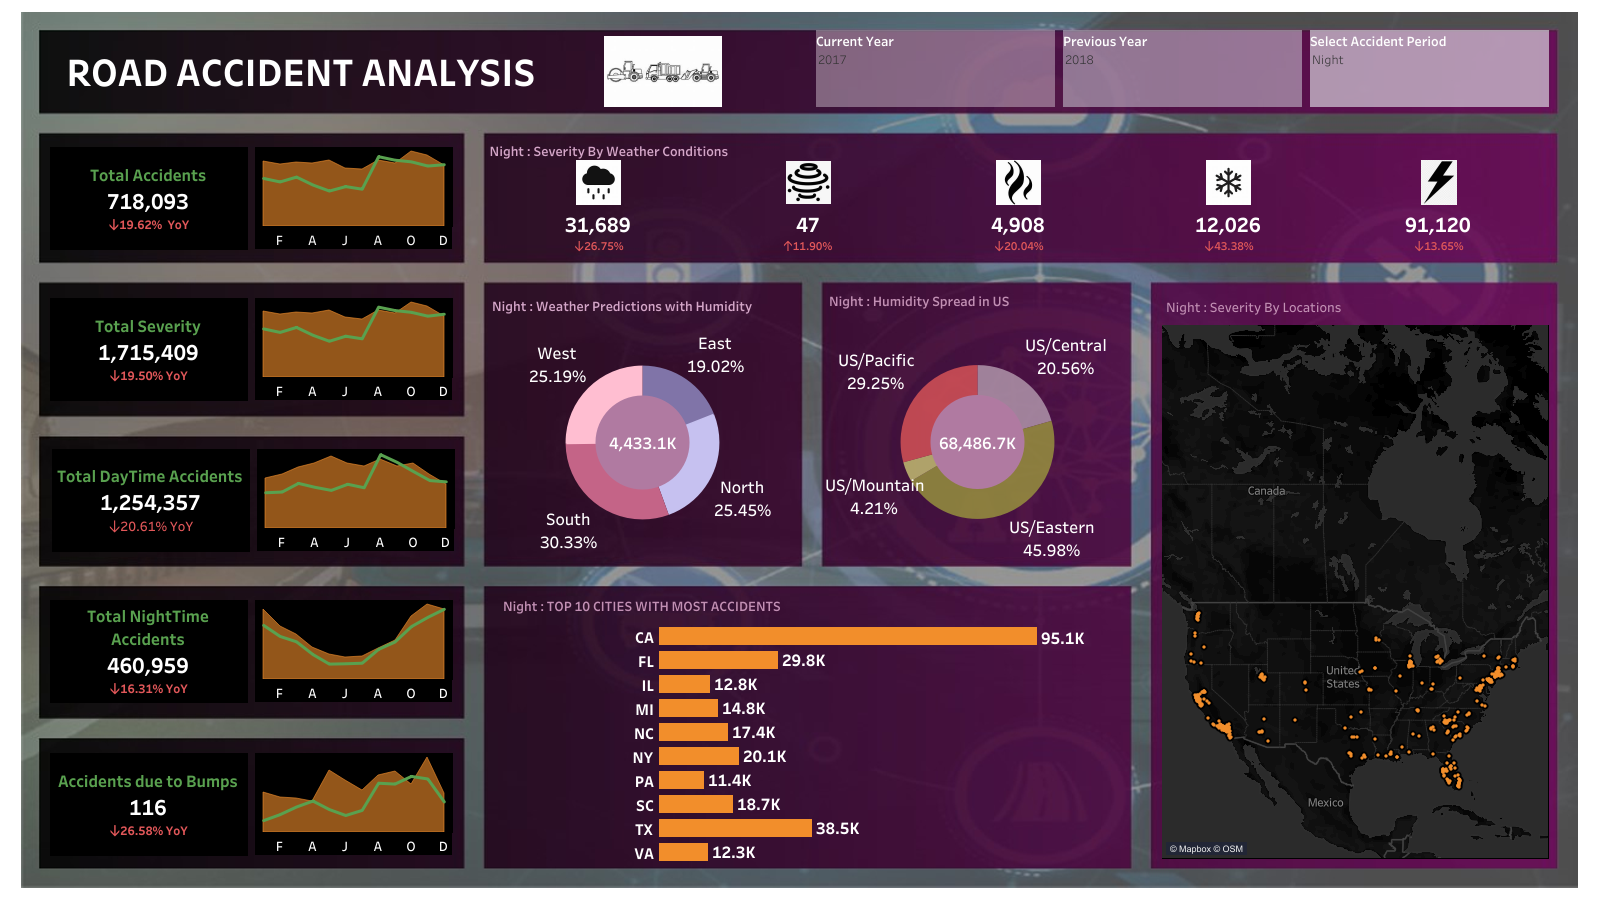 ROAD ACCIDENT ANALYSIS
Current Year
2017
Previous Year
2018
Select Accident Period
Night
Total Accidents
718,093
↓19.62% YoY
F A J A O D
Night : Severity By Weather Conditions
31,689
↓26.75%
47
↑11.90%
4,908
↓20.04%
12,026
↓43.38%
91,120
↓13.65%
Total Severity
1,715,409
↓19.50% YoY
F A J A O D
Total DayTime Accidents
1,254,357
↓20.61% YoY
F A J A O D
Total NightTime
Accidents
460,959
↓16.31% YoY
F A J A O D
Accidents due to Bumps
116
↓26.58% YoY
F A J A O D
Night : Weather Predictions with Humidity
West
25.19%
East
19.02%
4,433.1K
North
25.45%
South
30.33%
Night : Humidity Spread in US
US/Pacific
29.25%
US/Central
20.56%
68,486.7K
US/Mountain
4.21%
US/Eastern
45.98%
Night : TOP 10 CITIES WITH MOST ACCIDENTS
CA 95.1K
FL 29.8K
IL 12.8K
MI 14.8K
NC 17.4K
NY 20.1K
PA 11.4K
SC 18.7K
TX 38.5K
VA 12.3K
Night : Severity By Locations
Canada
United
States
Mexico
© Mapbox © OSM